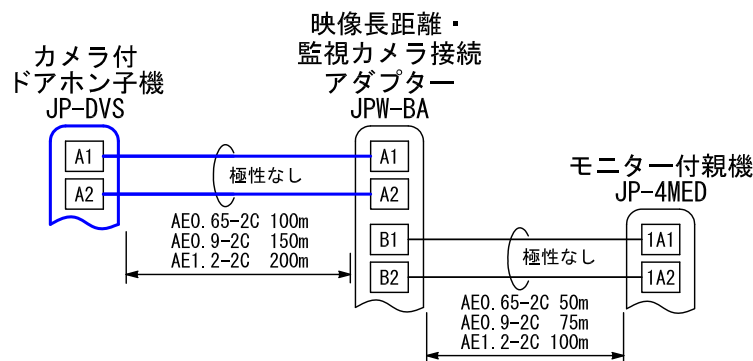 カメラ付
ドアホン子機
JP-DVS
映像長距離・
監視カメラ接続
アダプター
JPW-BA
A1
A2
極性なし
A1
A2
AE0.65-2C 100m
AE0.9-2C 150m
AE1.2-2C 200m
B1
B2
モニター付親機
JP-4MED
極性なし
1A1
1A2
AE0.65-2C 50m
AE0.9-2C 75m
AE1.2-2C 100m